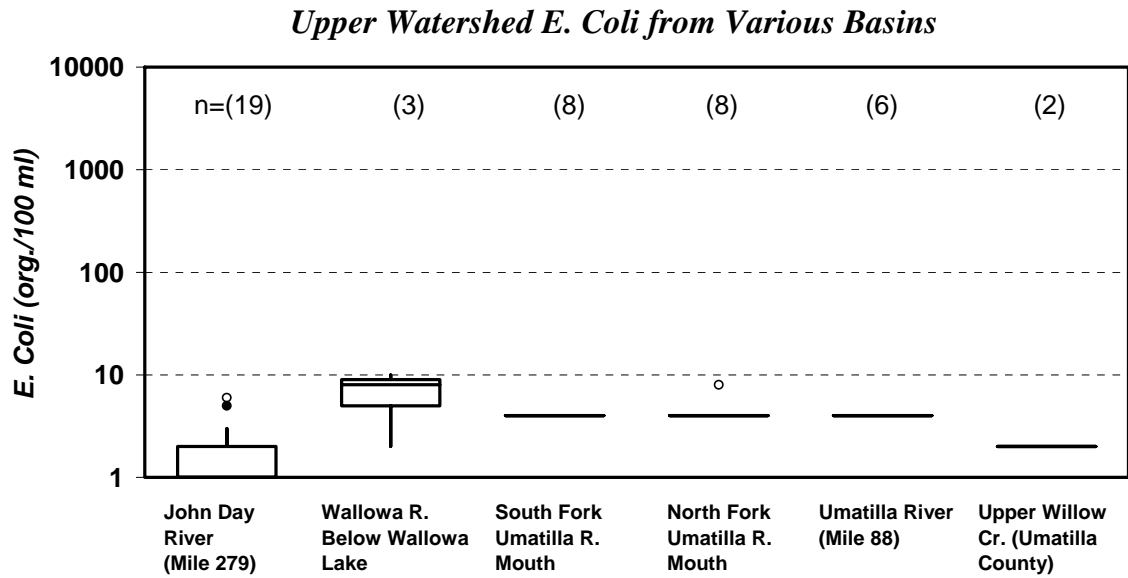 Upper Watershed E. Coli from Various Basins
10000
n=(19) (3) (8) (8) (6) (2)
1000
100
10
1
E. Coli (org./100 ml)
John Day
River
(Mile 279)
Wallowa R.
Below Wallowa
Lake
South Fork
Umatilla R.
Mouth
North Fork
Umatilla R.
Mouth
Umatilla River
(Mile 88)
Upper Willow
Cr. (Umatilla
County)